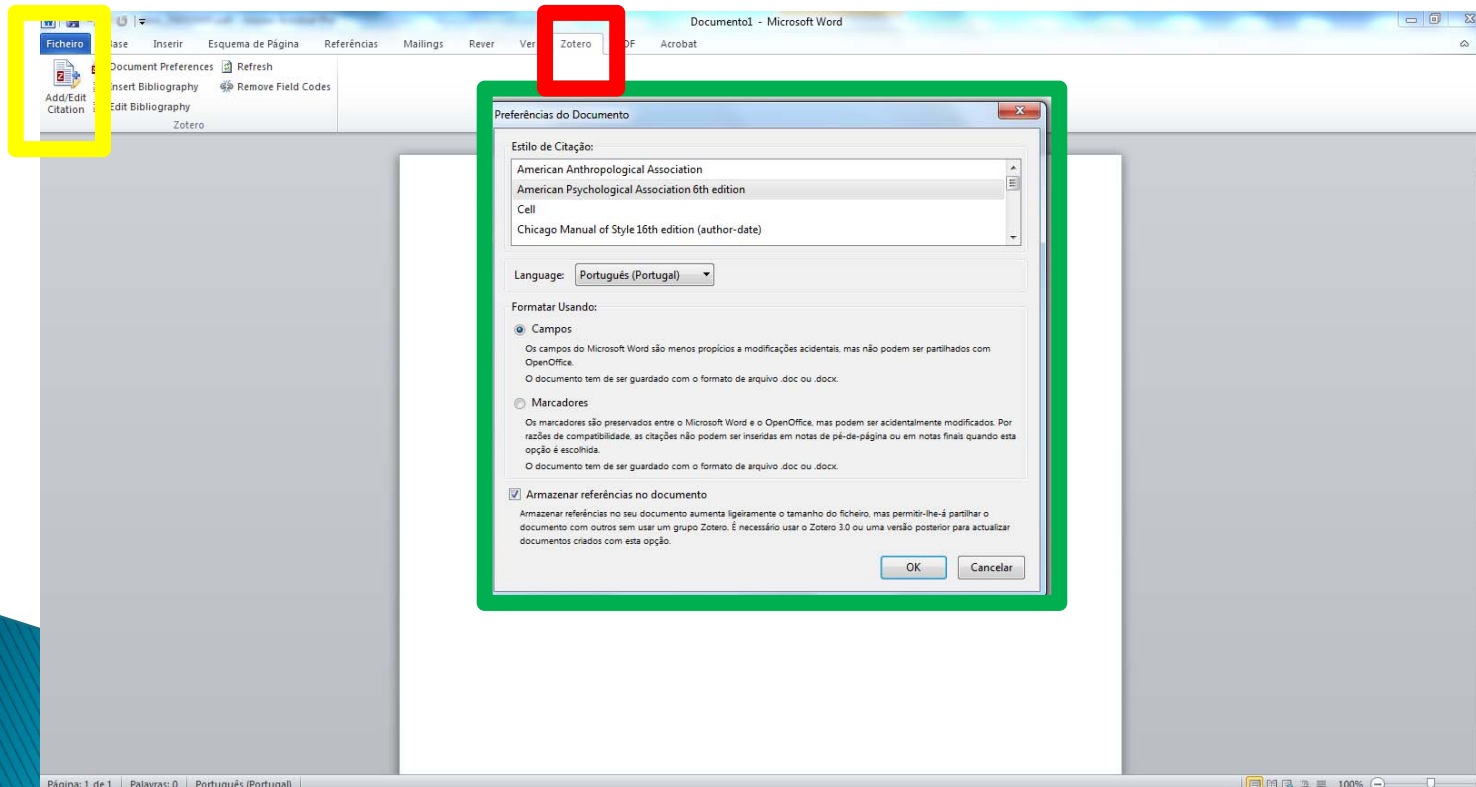 Documento1 - Microsoft Word
Ficheiro Base Inserir Esquema de Página Referências Mailings Rever Ver Zotero DF Acrobat
Document Preferences Refresh
Insert Bibliography Remove Field Codes
Add/Edit
Citation Edit Bibliography
Zotero
Preferências do Documento
Estilo de Citação:
American Anthropological Association
American Psychological Association 6th edition
Cell
Chicago Manual of Style 16th edition (author-date)
Language: Português (Portugal)
Formatar Usando:
Campos
Os campos do Microsoft Word são menos propícios a modificações acidentais, mas não podem ser partilhados com
OpenOffice.
O documento tem de ser guardado com o formato de arquivo .doc ou .docx.
Marcadores
Os marcadores são preservados entre o Microsoft Word e o OpenOffice, mas podem ser acidentalmente modificados. Por
razões de compatibilidade, as citações não podem ser inseridas em notas de pé-de-página ou em notas finais quando esta
opção é escolhida.
O documento tem de ser guardado com o formato de arquivo .doc ou .docx.
Armazenar referências no documento
Armazenar referências no seu documento aumenta ligeiramente o tamanho do ficheiro, mas permitir-lhe-á partilhar o
documento com outros sem usar um grupo Zotero. É necessário usar o Zotero 3.0 ou uma versão posterior para actualizar
documentos criados com esta opção.
OK Cancelar
Página: 1 de 1 Palavras: 0 Português (Portugal) 100%